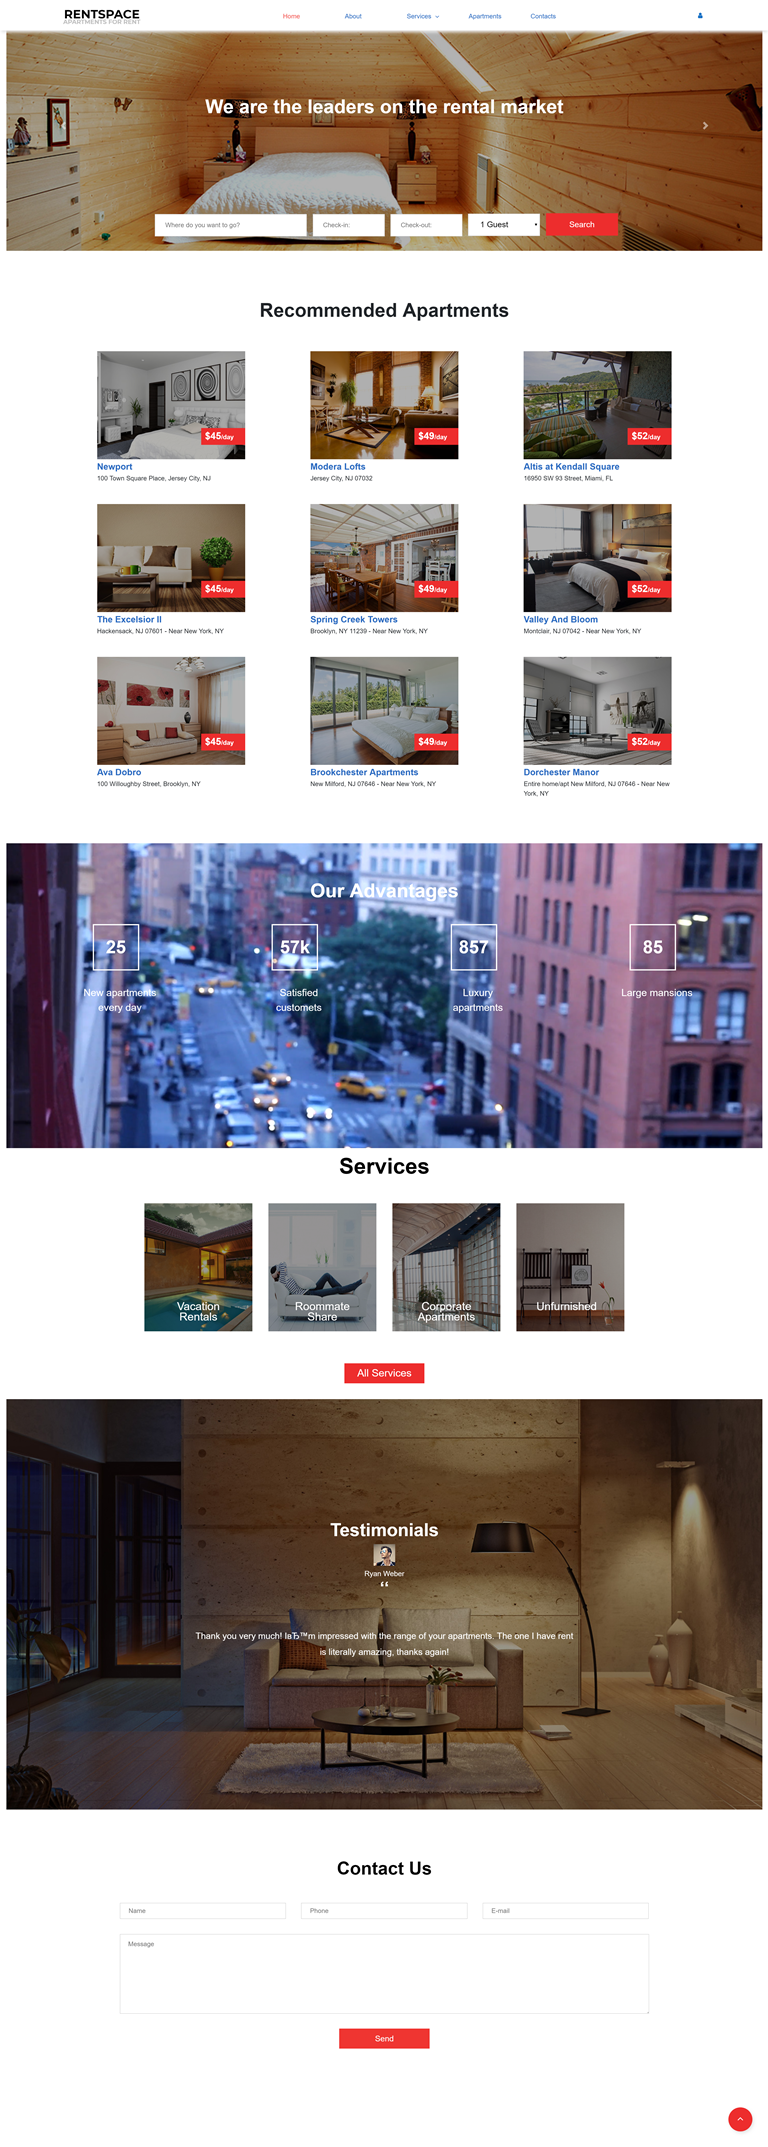 RENTSPACE
APARTMENTS FOR RENT
Home
About
Services
Apartments
Contacts
We are the leaders on the rental market
Where do you want to go?
Check-in:
Check-out:
1 Guest
Search
Recommended Apartments
$45/day
$49/day
$52/day
Newport
Modera Lofts
Altis at Kendall Square
100 Town Square Place, Jersey City, NJ
Jersey City, NJ 07032
16950 SW 93 Street, Miami, FL
$45/day
$49/day
$52/day
The Excelsior II
Spring Creek Towers
Valley And Bloom
Hackensack, NJ 07601 - Near New York, NY
Brooklyn, NY 11239 - Near New York, NY
Montclair, NJ 07042 - Near New York, NY
$45/day
$49/day
$52/day
Ava Dobro
Brookchester Apartments
Dorchester Manor
100 Willoughby Street, Brooklyn, NY
New Milford, NJ 07646 - Near New York, NY
Entire home/apt New Milford, NJ 07646 - Near New
York, NY
Our Advantages
25
57k
857
85
New apartments
every day
Satisfied
customets
Luxury
apartments
Large mansions
Services
Vacation
Rentals
Roommate
Share
Corporate
Apartments
Unfurnished
All Services
Testimonials
Ryan Weber
“
Thank you very much! IаЂ™m impressed with the range of your apartments. The one I have rent
is literally amazing, thanks again!
Contact Us
Name
Phone
E-mail
Message
Send